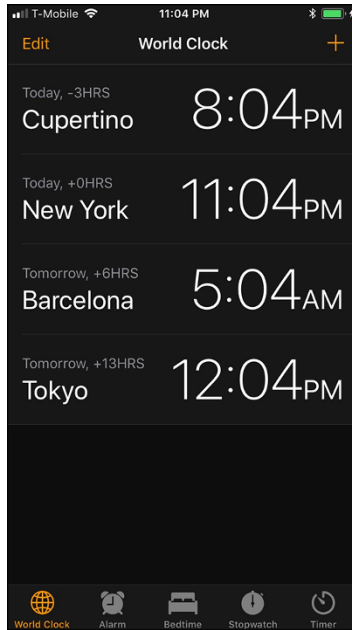 T-Mobile 11:04 PM
Edit World Clock +
Today, -3HRS
Cupertino 8:04PM
Today, +0HRS
New York 11:04PM
Tomorrow, +6HRS
Barcelona 5:04AM
Tomorrow, +13HRS
Tokyo 12:04PM
World Clock Alarm Bedtime Stopwatch Timer